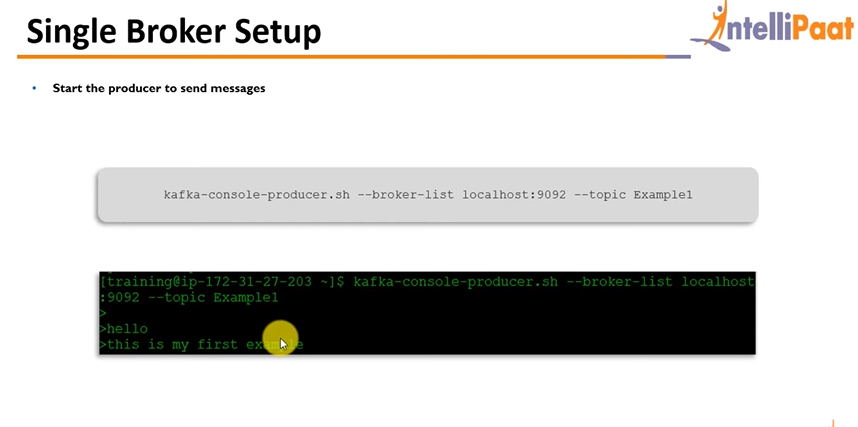 Single Broker Setup
IntelliPaat
• Start the producer to send messages
kafka-console-producer.sh --broker-list localhost:9092 --topic Example1
[training@ip-172-31-27-203 ~]$ kafka-console-producer.sh --broker-list localhost
:9092 --topic Example1
>
>hello
>this is my first example